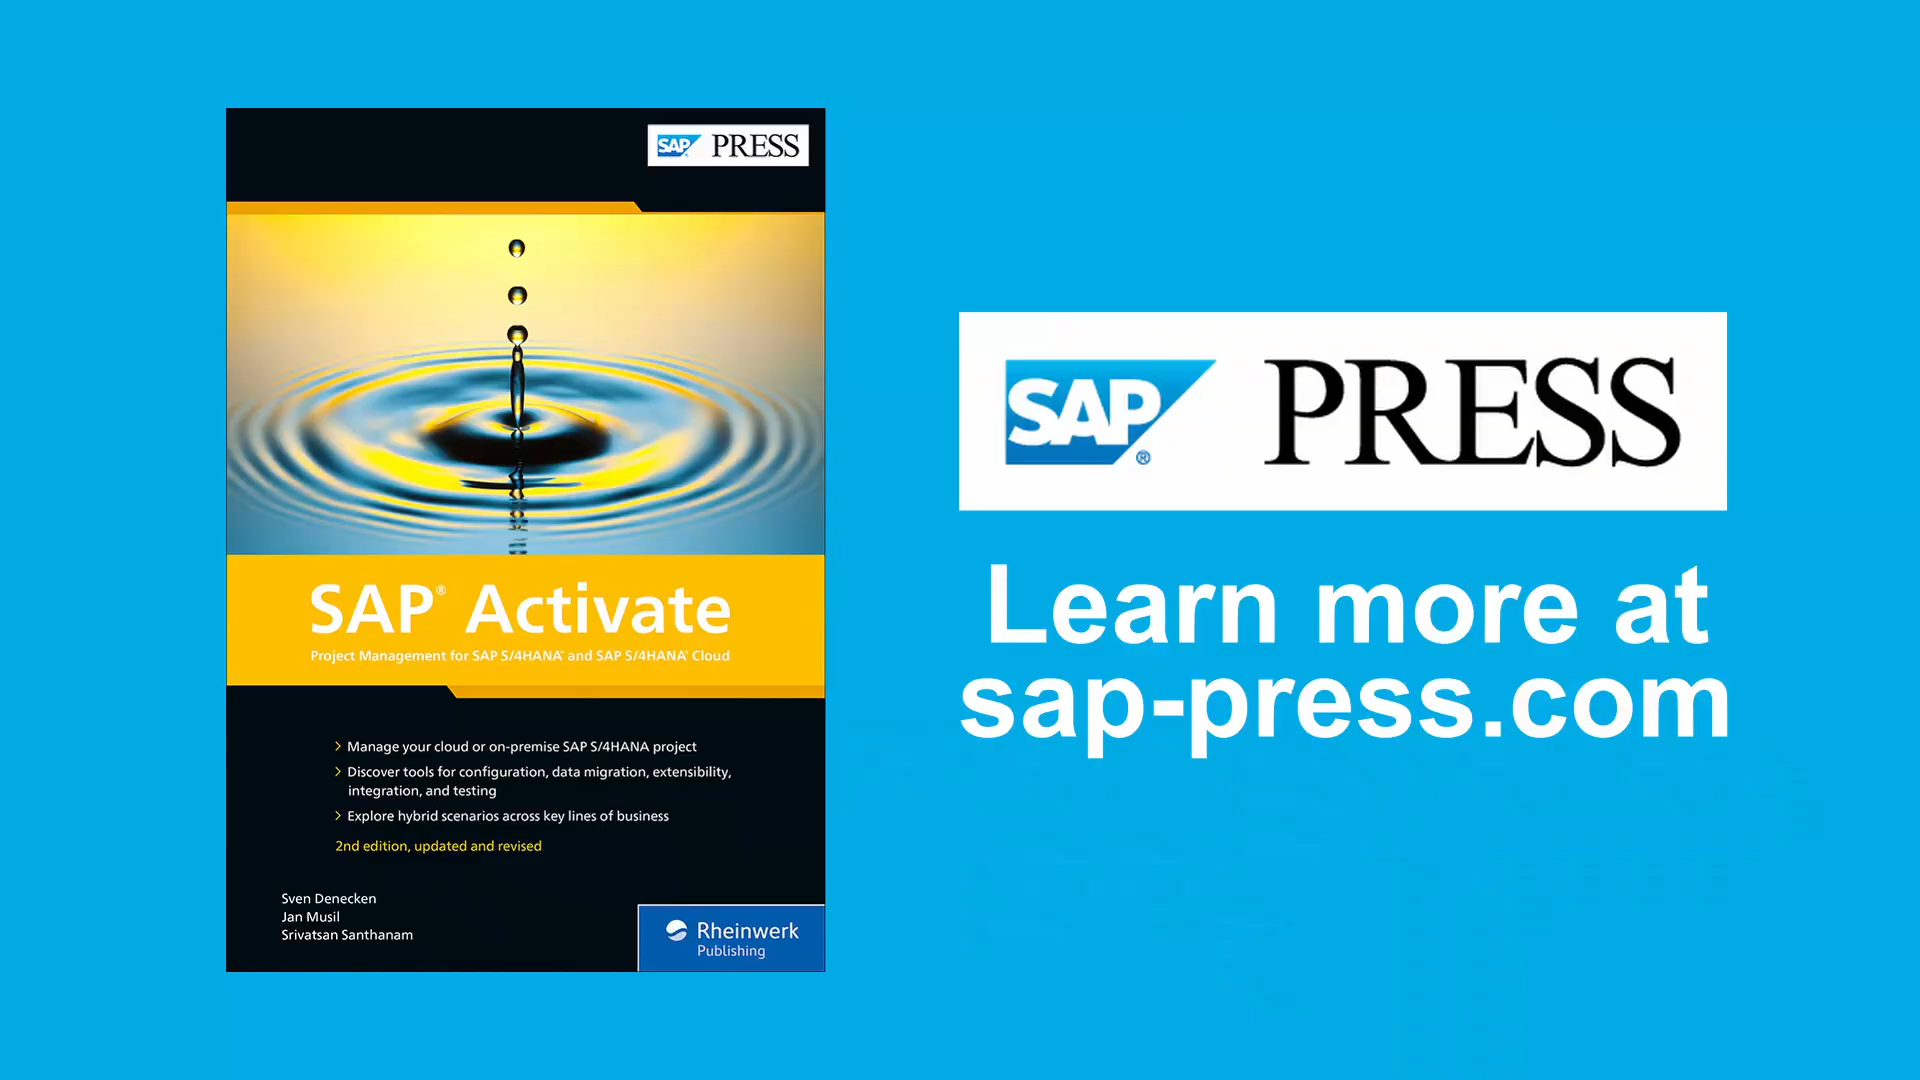 SAP® PRESS
SAP® Activate
Project Management for SAP S/4HANA® and SAP S/4HANA® Cloud
> Manage your cloud or on-premise SAP S/4HANA project
> Discover tools for configuration, data migration, extensibility,
integration, and testing
> Explore hybrid scenarios across key lines of business
2nd edition, updated and revised
Sven Denecken
Jan Musil
Srivatsan Santhanam
Rheinwerk
Publishing
SAP® PRESS
Learn more at
sap-press.com